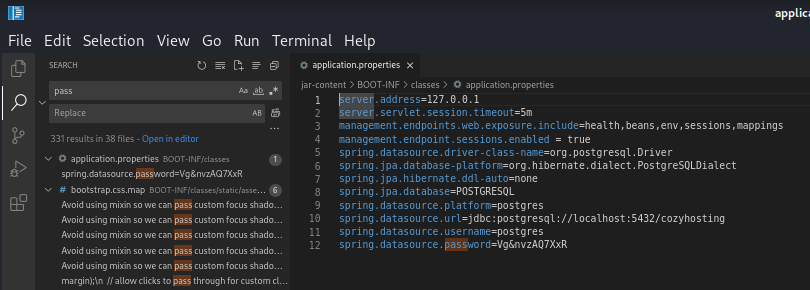 applica
File Edit Selection View Go Run Terminal Help
SEARCH
pass
Aa ab .*
Replace
AB
331 results in 38 files - Open in editor
application.properties BOOT-INF/classes 1
spring.datasource.password=Vg&nvzAQ7XxR
bootstrap.css.map BOOT-INF/classes/static/asse... 6
Avoid using mixin so we can pass custom focus shado...
Avoid using mixin so we can pass custom focus shado...
Avoid using mixin so we can pass custom focus shado...
Avoid using mixin so we can pass custom focus shado...
Avoid using mixin so we can pass custom focus shado...
margin);\n // allow clicks to pass through for custom cl...
application.properties
jar-content > BOOT-INF > classes > application.properties
1 server.address=127.0.0.1
2 server.servlet.session.timeout=5m
3 management.endpoints.web.exposure.include=health,beans,env,sessions,mappings
4 management.endpoint.sessions.enabled = true
5 spring.datasource.driver-class-name=org.postgresql.Driver
6 spring.jpa.database-platform=org.hibernate.dialect.PostgreSQLDialect
7 spring.jpa.hibernate.ddl-auto=none
8 spring.jpa.database=POSTGRESQL
9 spring.datasource.platform=postgres
10 spring.datasource.url=jdbc:postgresql://localhost:5432/cozyhosting
11 spring.datasource.username=postgres
12 spring.datasource.password=Vg&nvzAQ7XxR